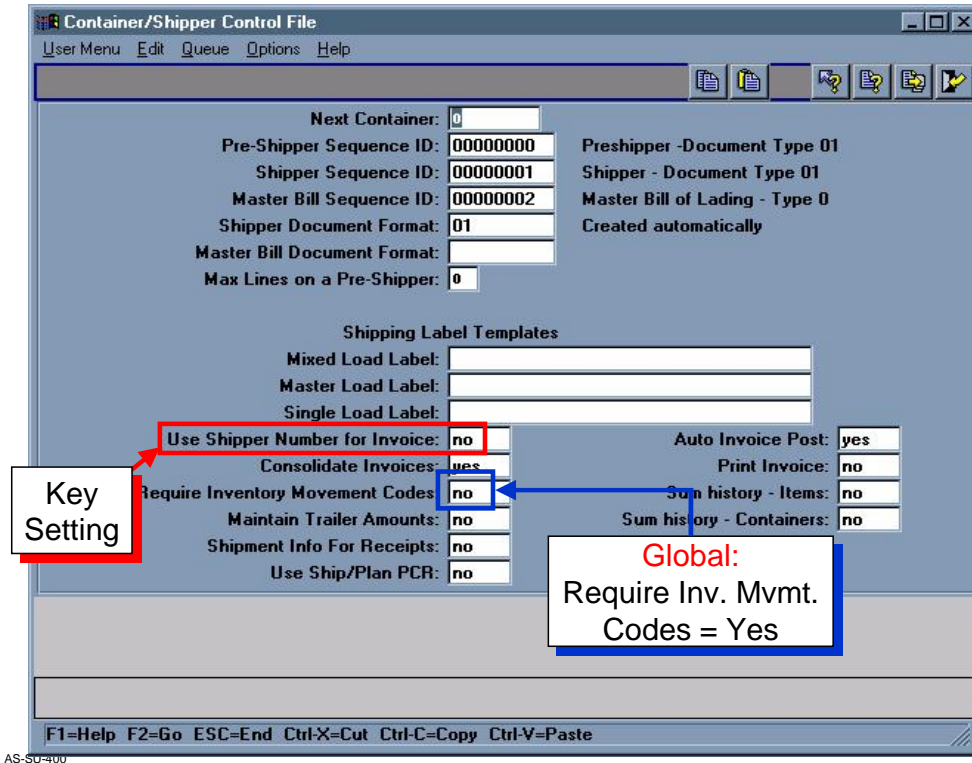 Container/Shipper Control File
User Menu Edit Queue Options Help
Next Container: 0
Pre-Shipper Sequence ID: 00000000 Preshipper -Document Type 01
Shipper Sequence ID: 00000001 Shipper - Document Type 01
Master Bill Sequence ID: 00000002 Master Bill of Lading - Type 0
Shipper Document Format: 01 Created automatically
Master Bill Document Format:
Max Lines on a Pre-Shipper: 0
Shipping Label Templates
Mixed Load Label:
Master Load Label:
Single Load Label:
Use Shipper Number for Invoice: no Auto Invoice Post: yes
Consolidate Invoices: yes Print Invoice: no
Require Inventory Movement Codes no Sum history - Items: no
Maintain Trailer Amounts: no Sum history - Containers: no
Shipment Info For Receipts: no
Use Ship/Plan PCR: no
Key
Setting
Global:
Require Inv. Mvmt.
Codes = Yes
F1=Help F2=Go ESC=End Ctrl-X=Cut Ctrl-C=Copy Ctrl-V=Paste
AS-SU-400